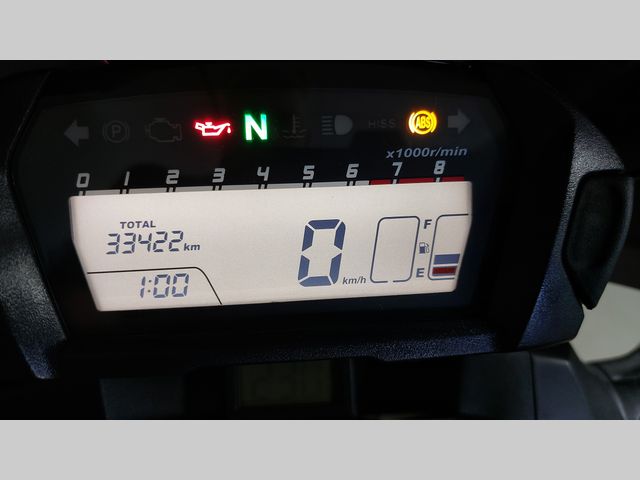 P
N
HISS
ABS
x1000r/min
0 1 2 3 4 5 6 7 8
TOTAL
33422 km
1:00
0 km/h
F
E